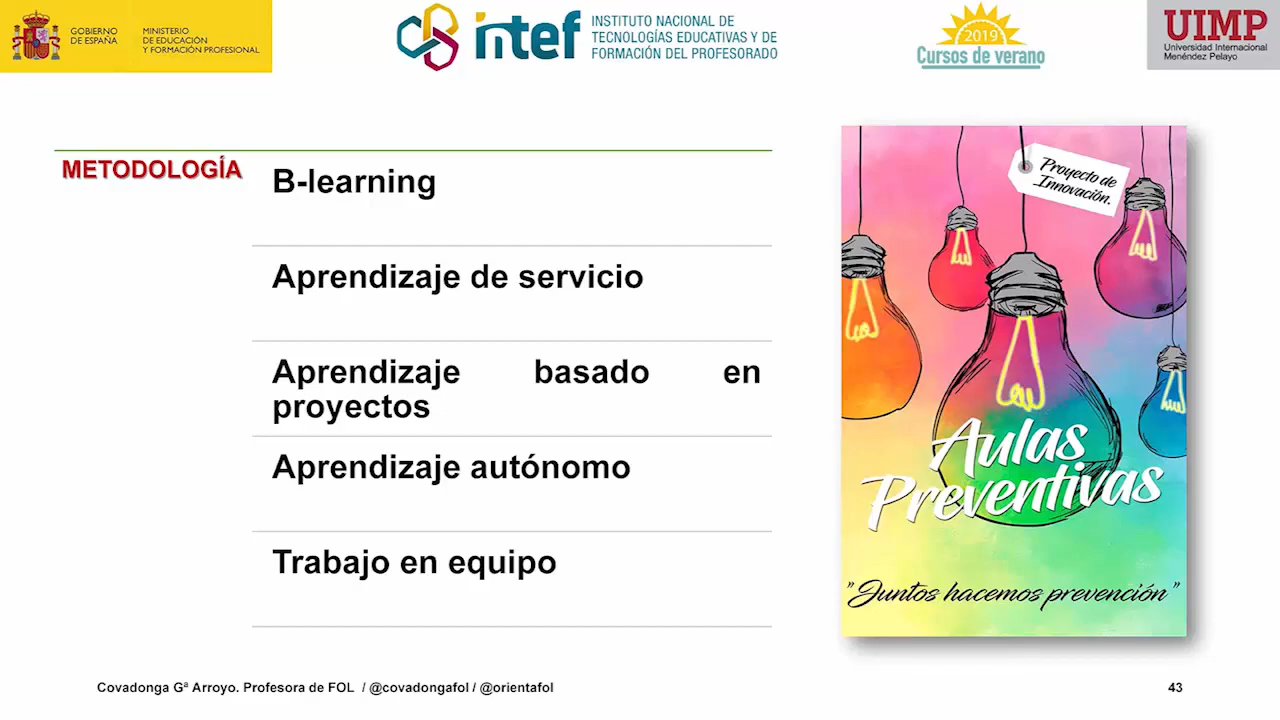 GOBIERNO
DE ESPAÑA
MINISTERIO
DE EDUCACIÓN
Y FORMACIÓN PROFESIONAL
intef
INSTITUTO NACIONAL DE
TECNOLOGÍAS EDUCATIVAS Y DE
FORMACIÓN DEL PROFESORADO
2019
Cursos de verano
UIMP
Universidad Internacional
Menéndez Pelayo
METODOLOGÍA
B-learning
Aprendizaje de servicio
Aprendizaje basado en
proyectos
Aprendizaje autónomo
Trabajo en equipo
Proyecto de
Innovación.
Aulas
Preventivas
"Juntos hacemos prevención"
Covadonga Gª Arroyo. Profesora de FOL / @covadongafol / @orientafol
43